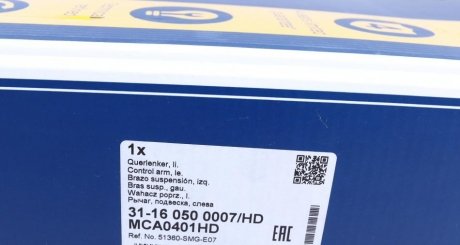 1x
Querlenker, li.
Control arm, le.
Brazo suspensión, izq.
Bras susp., gau.
Wahacz poprz., l.
Рычаг, подвеска, слева
31-16 050 0007/HD
MCA0401HD
Ref. No. 51360-SMG-E07
EAC